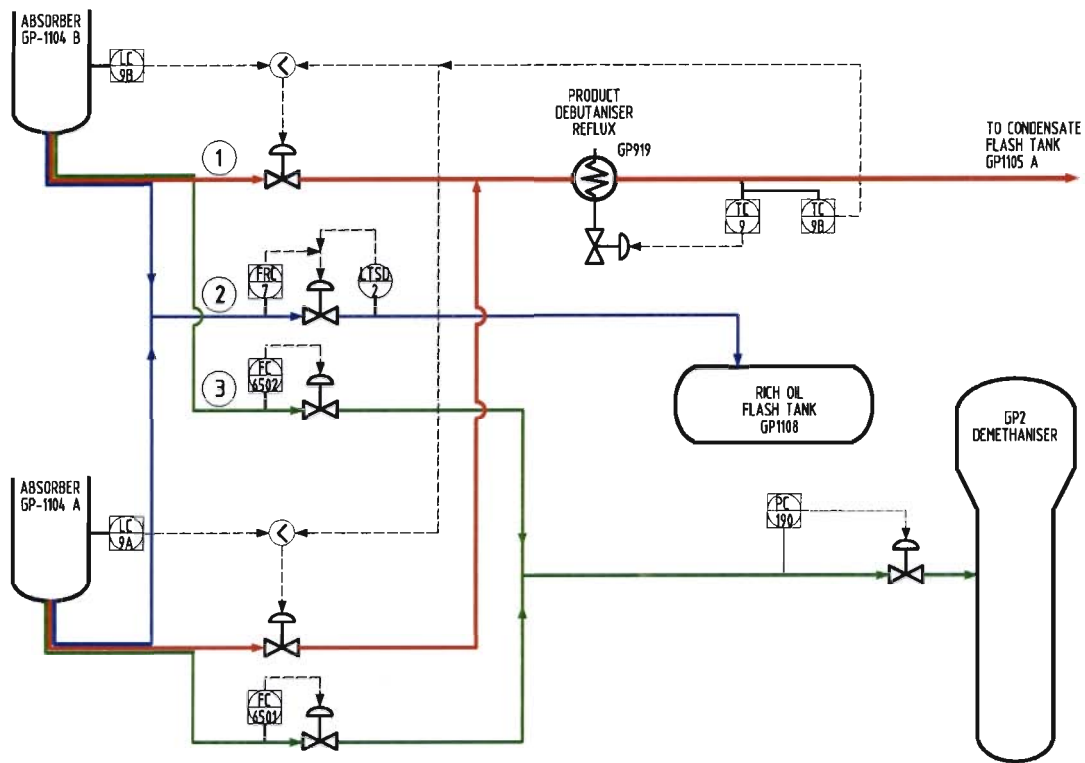 ABSORBER
GP-1104 B
LC
9B
<
1
PRODUCT
DEBUTANISER
REFLUX
GP919
TO CONDENSATE
FLASH TANK
GP1105 A
TC
9
TC
9B
FRC
7
LTSD
2
2
FC
6502
3
RICH OIL
FLASH TANK
GP1108
GP2
DEMETHANISER
ABSORBER
GP-1104 A
LC
9A
<
PC
190
FC
6501